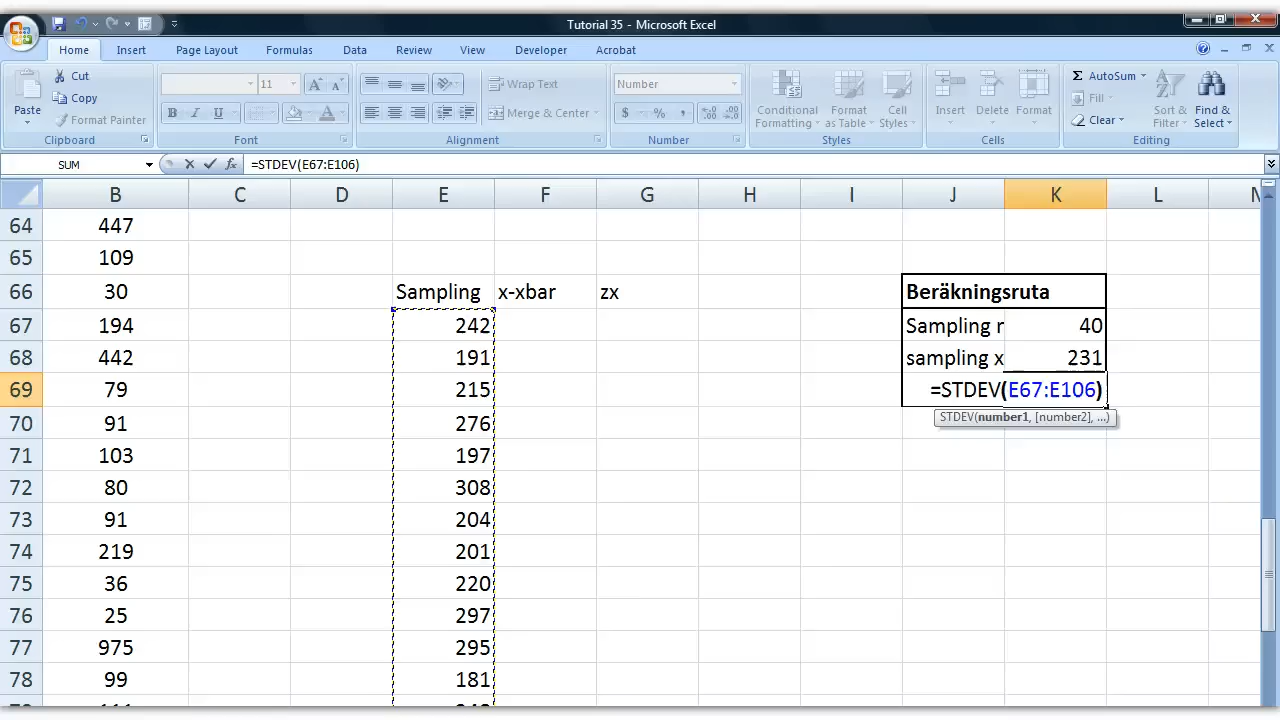 Tutorial 35 - Microsoft Excel
Home Insert Page Layout Formulas Data Review View Developer Acrobat
Paste Cut Copy Format Painter
Clipboard
11
Font
Wrap Text
Merge & Center
Alignment
Number
$ % ,
Number
Conditional Formatting Format as Table Cell Styles
Styles
Insert Delete Format
Cells
Σ AutoSum Fill Clear Sort & Filter Find & Select
Editing
SUM fx =STDEV(E67:E106)
B C D E F G H I J K L
64 447
65 109
66 30 Sampling x-xbar zx Beräkningsruta
67 194 242 Sampling r 40
68 442 191 sampling x 231
69 79 215 =STDEV(E67:E106)
STDEV(number1, [number2], ...)
70 91 276
71 103 197
72 80 308
73 91 204
74 219 201
75 36 220
76 25 297
77 975 295
78 99 181